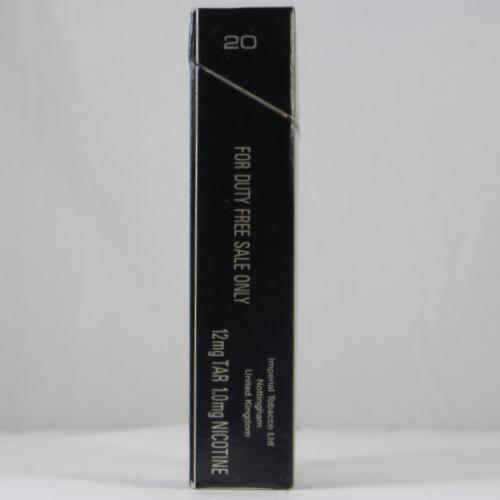 20
FOR DUTY FREE SALE ONLY
12mg TAR 1.0mg NICOTINE
Imperial Tobacco Ltd
Nottingham
United Kingdom